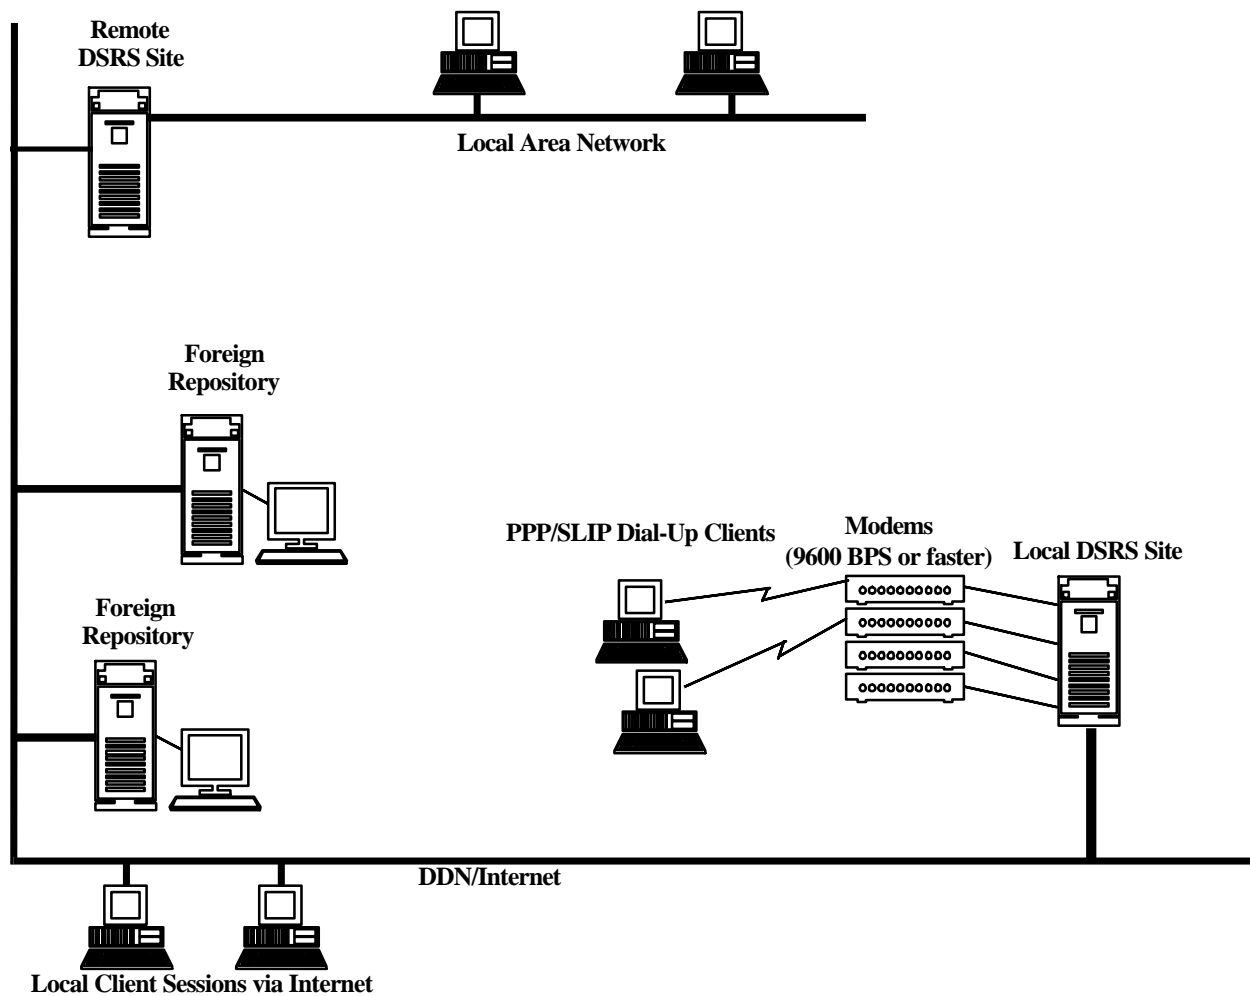 Remote
DSRS Site
Local Area Network
Foreign
Repository
PPP/SLIP Dial-Up Clients
Modems
(9600 BPS or faster)
Local DSRS Site
Foreign
Repository
DDN/Internet
Local Client Sessions via Internet